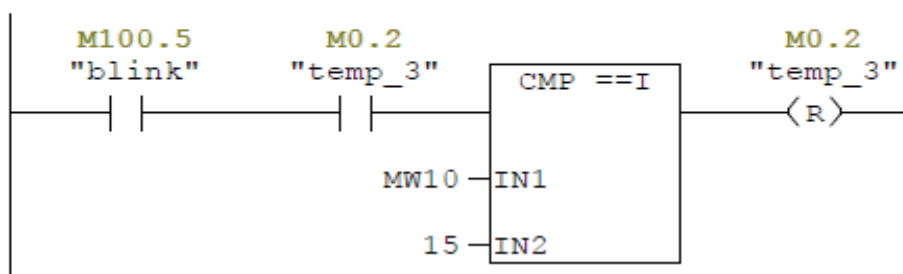 M100.5 M0.2 M0.2
"blink" "temp_3" "temp_3"
CMP ==I
(R)
MW10 IN1
15 IN2